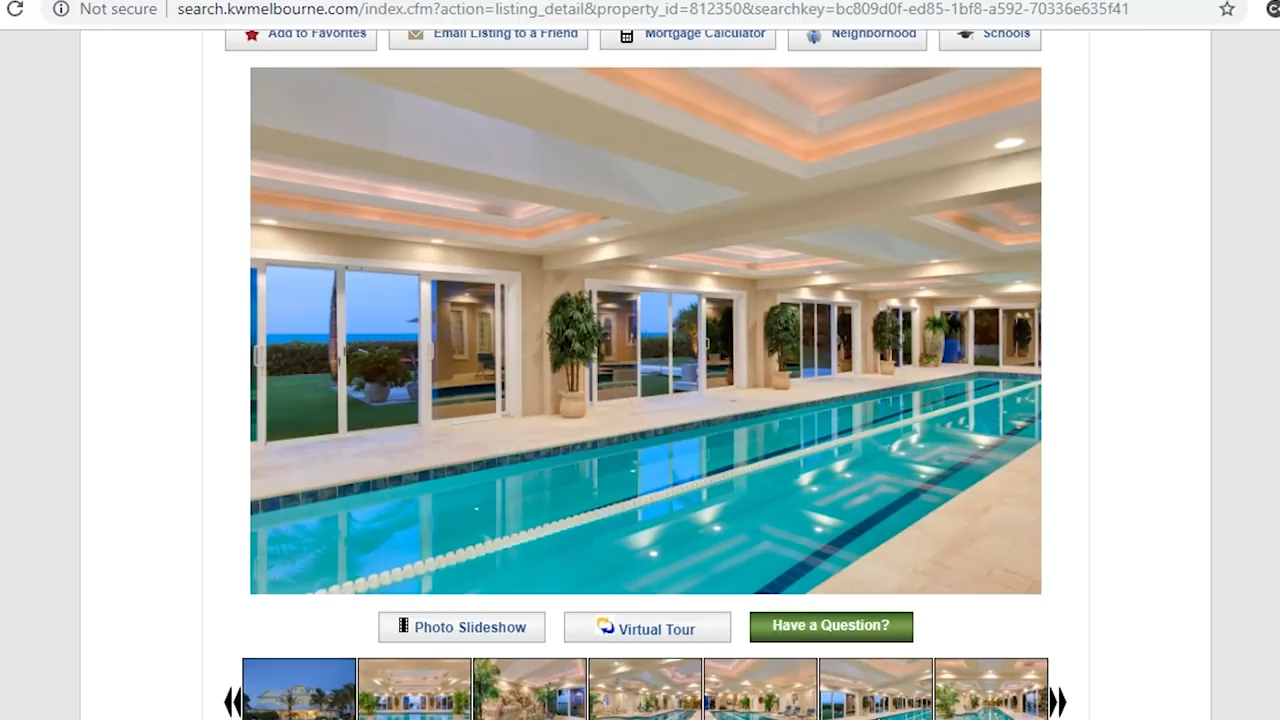 Not secure search.kwmelbourne.com/index.cfm?action=listing_detail&property_id=812350&searchkey=bc809d0f-ed85-1bf8-a592-70336e635f41
Add to Favorites Email Listing to a Friend Mortgage Calculator Neighborhood Schools
Photo Slideshow Virtual Tour Have a Question?